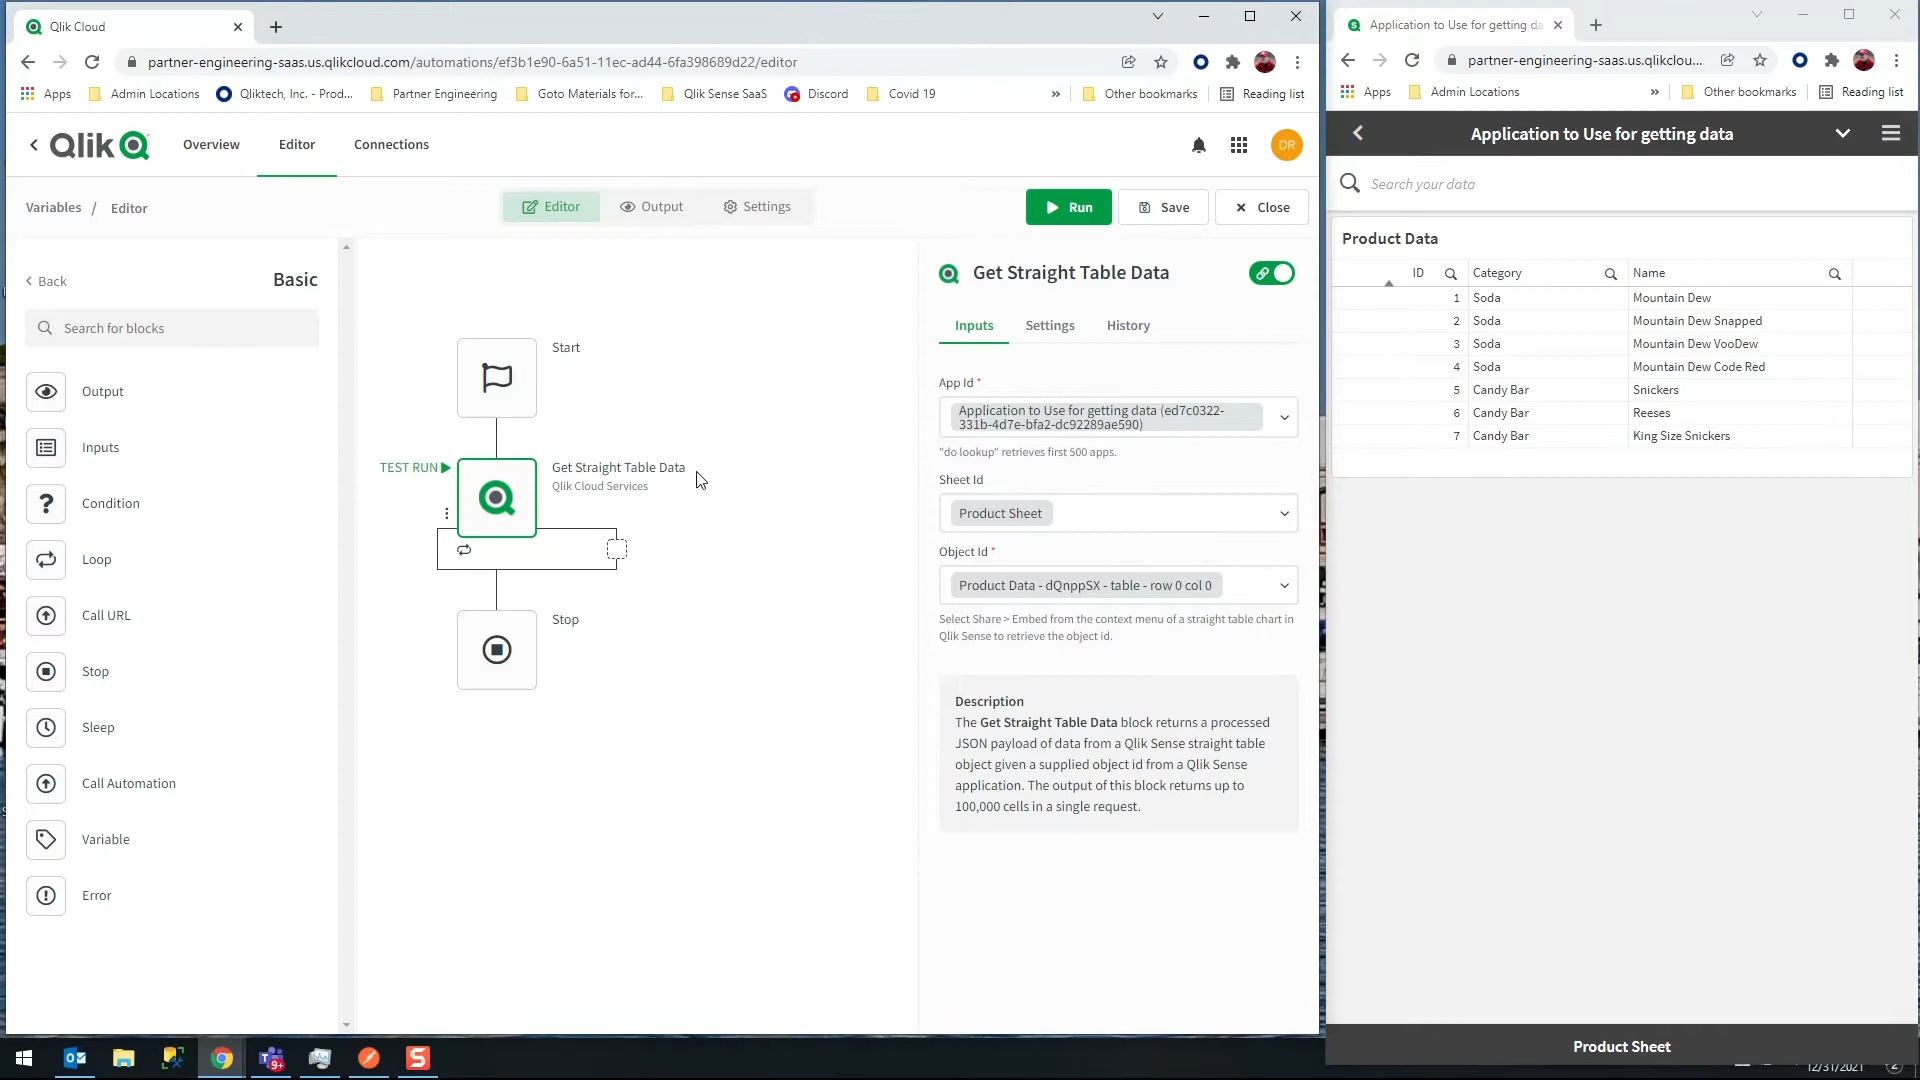 Qlik Cloud
partner-engineering-saas.us.qlikcloud.com/automations/ef3b1e90-6a51-11ec-ad44-6fa398689d22/editor
Apps
Admin Locations
Qliktech, Inc. - Prod...
Partner Engineering
Goto Materials for...
Qlik Sense SaaS
Discord
Covid 19
»
Other bookmarks
Reading list
Qlik
Overview
Editor
Connections
DR
Variables / Editor
Editor
Output
Settings
Run
Save
Close
Back
Basic
Search for blocks
Output
Inputs
Condition
Loop
Call URL
Stop
Sleep
Call Automation
Variable
Error
Start
TEST RUN
Get Straight Table Data
Qlik Cloud Services
Stop
Get Straight Table Data
Inputs
Settings
History
App Id *
Application to Use for getting data (ed7c0322-
331b-4d7e-bfa2-dc92289ae590)
"do lookup" retrieves first 500 apps.
Sheet Id
Product Sheet
Object Id *
Product Data - dQnppSX - table - row 0 col 0
Select Share > Embed from the context menu of a straight table chart in
Qlik Sense to retrieve the object id.
Description
The Get Straight Table Data block returns a processed
JSON payload of data from a Qlik Sense straight table
object given a supplied object id from a Qlik Sense
application. The output of this block returns up to
100,000 cells in a single request.
Application to Use for getting da
partner-engineering-saas.us.qlikclou...
Apps
Admin Locations
»
Other bookmarks
Reading list
Application to Use for getting data
Search your data
Product Data
ID Category Name
1 Soda Mountain Dew
2 Soda Mountain Dew Snapped
3 Soda Mountain Dew VooDew
4 Soda Mountain Dew Code Red
5 Candy Bar Snickers
6 Candy Bar Reeses
7 Candy Bar King Size Snickers
Product Sheet
9+
12/31/2021
2